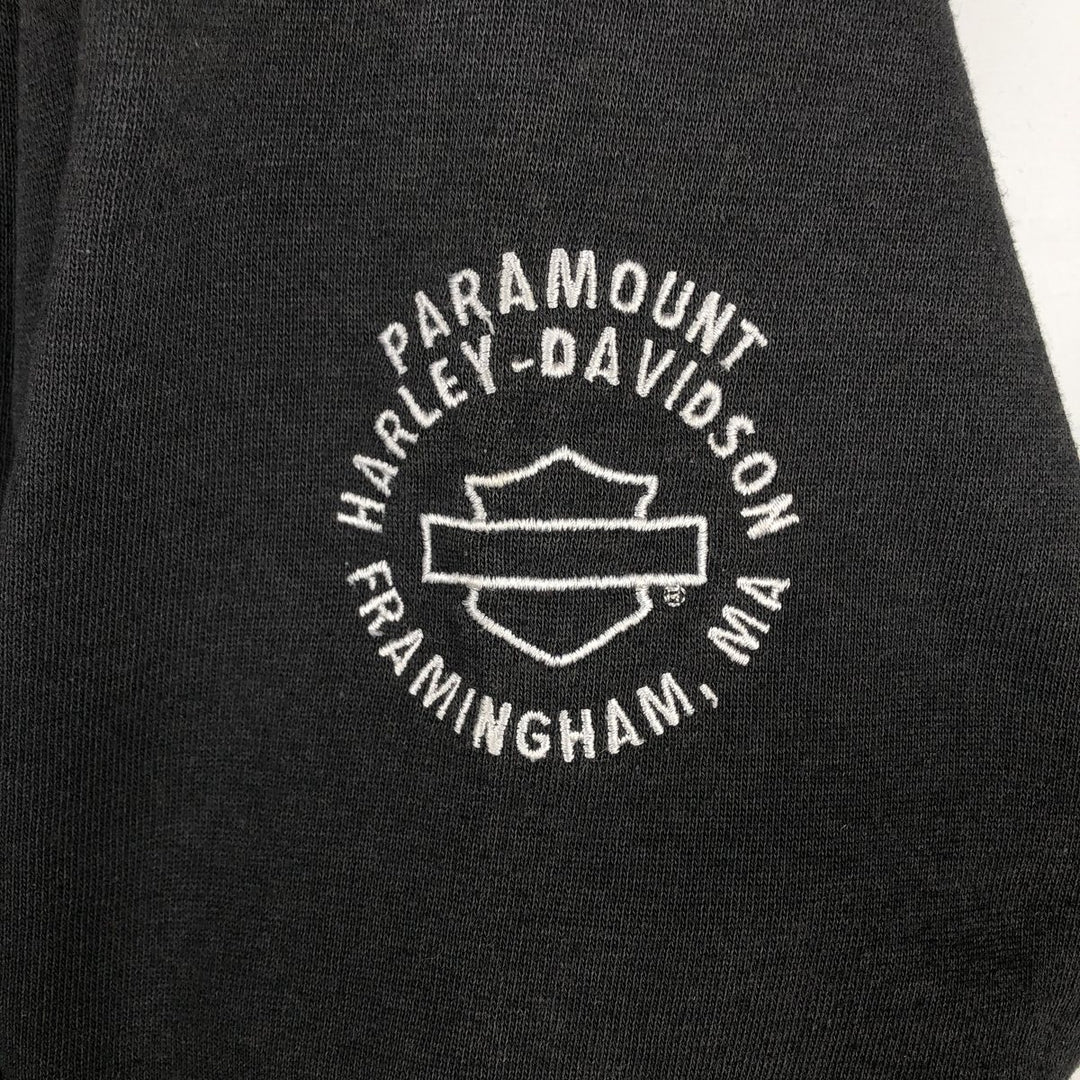 PARAMOUNT
HARLEY-DAVIDSON
FRAMINGHAM, MA
®